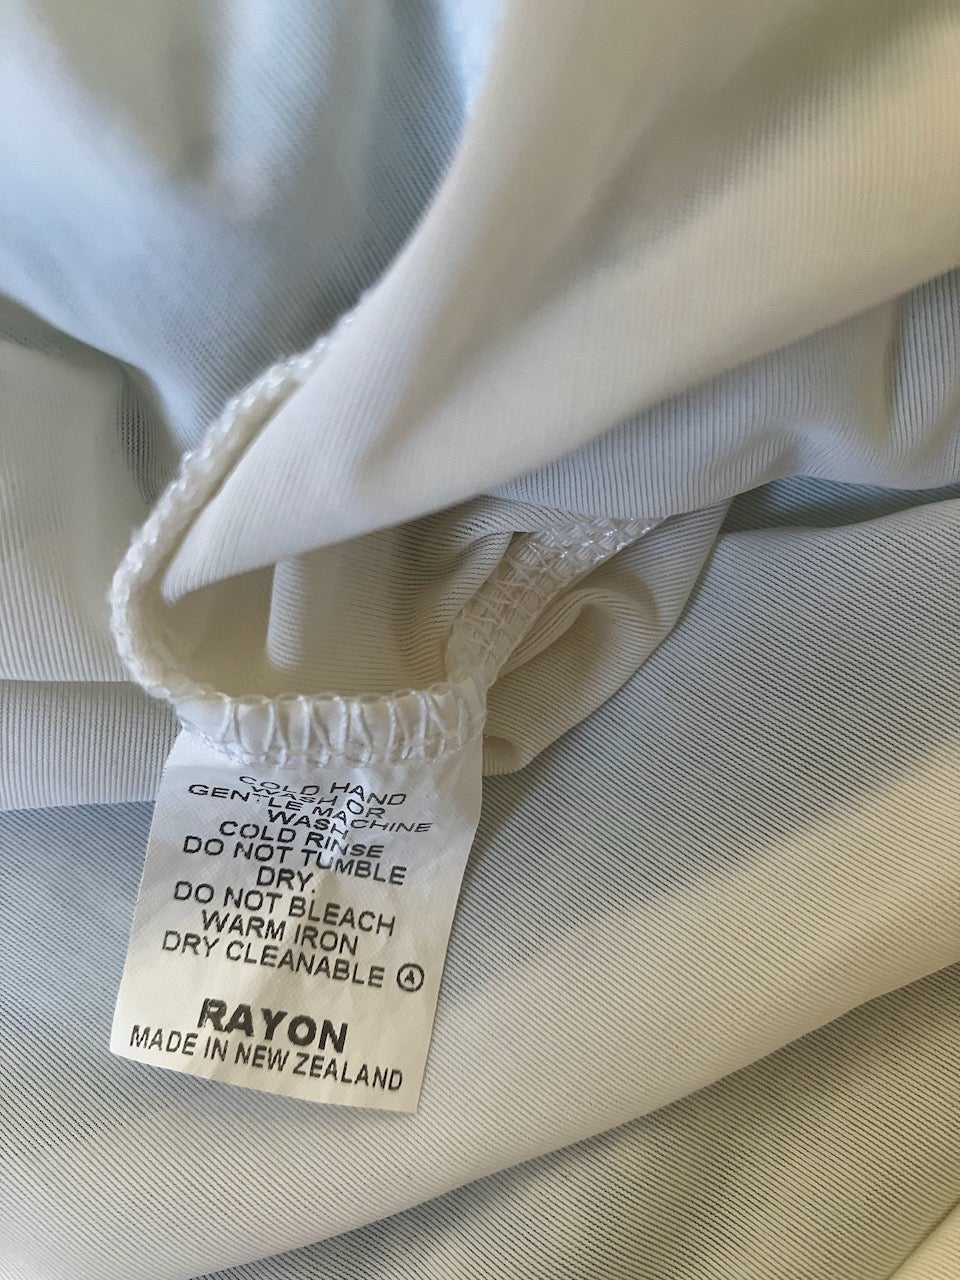 COLD HAND
WASH OR
GENTLE MACHINE
WASH
COLD RINSE
DO NOT TUMBLE
DRY.
DO NOT BLEACH
WARM IRON
DRY CLEANABLE Ⓐ
RAYON
MADE IN NEW ZEALAND